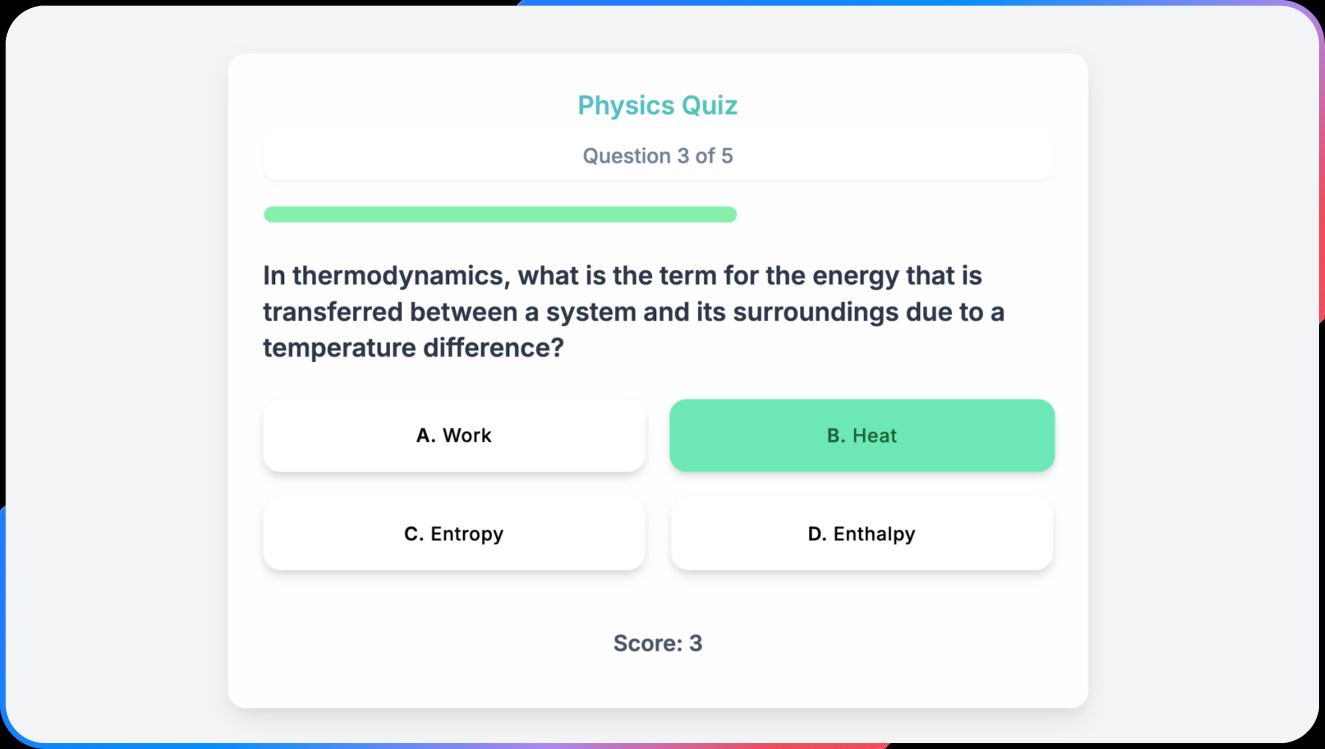 Physics Quiz
Question 3 of 5
In thermodynamics, what is the term for the energy that is
transferred between a system and its surroundings due to a
temperature difference?
A. Work
B. Heat
C. Entropy
D. Enthalpy
Score: 3